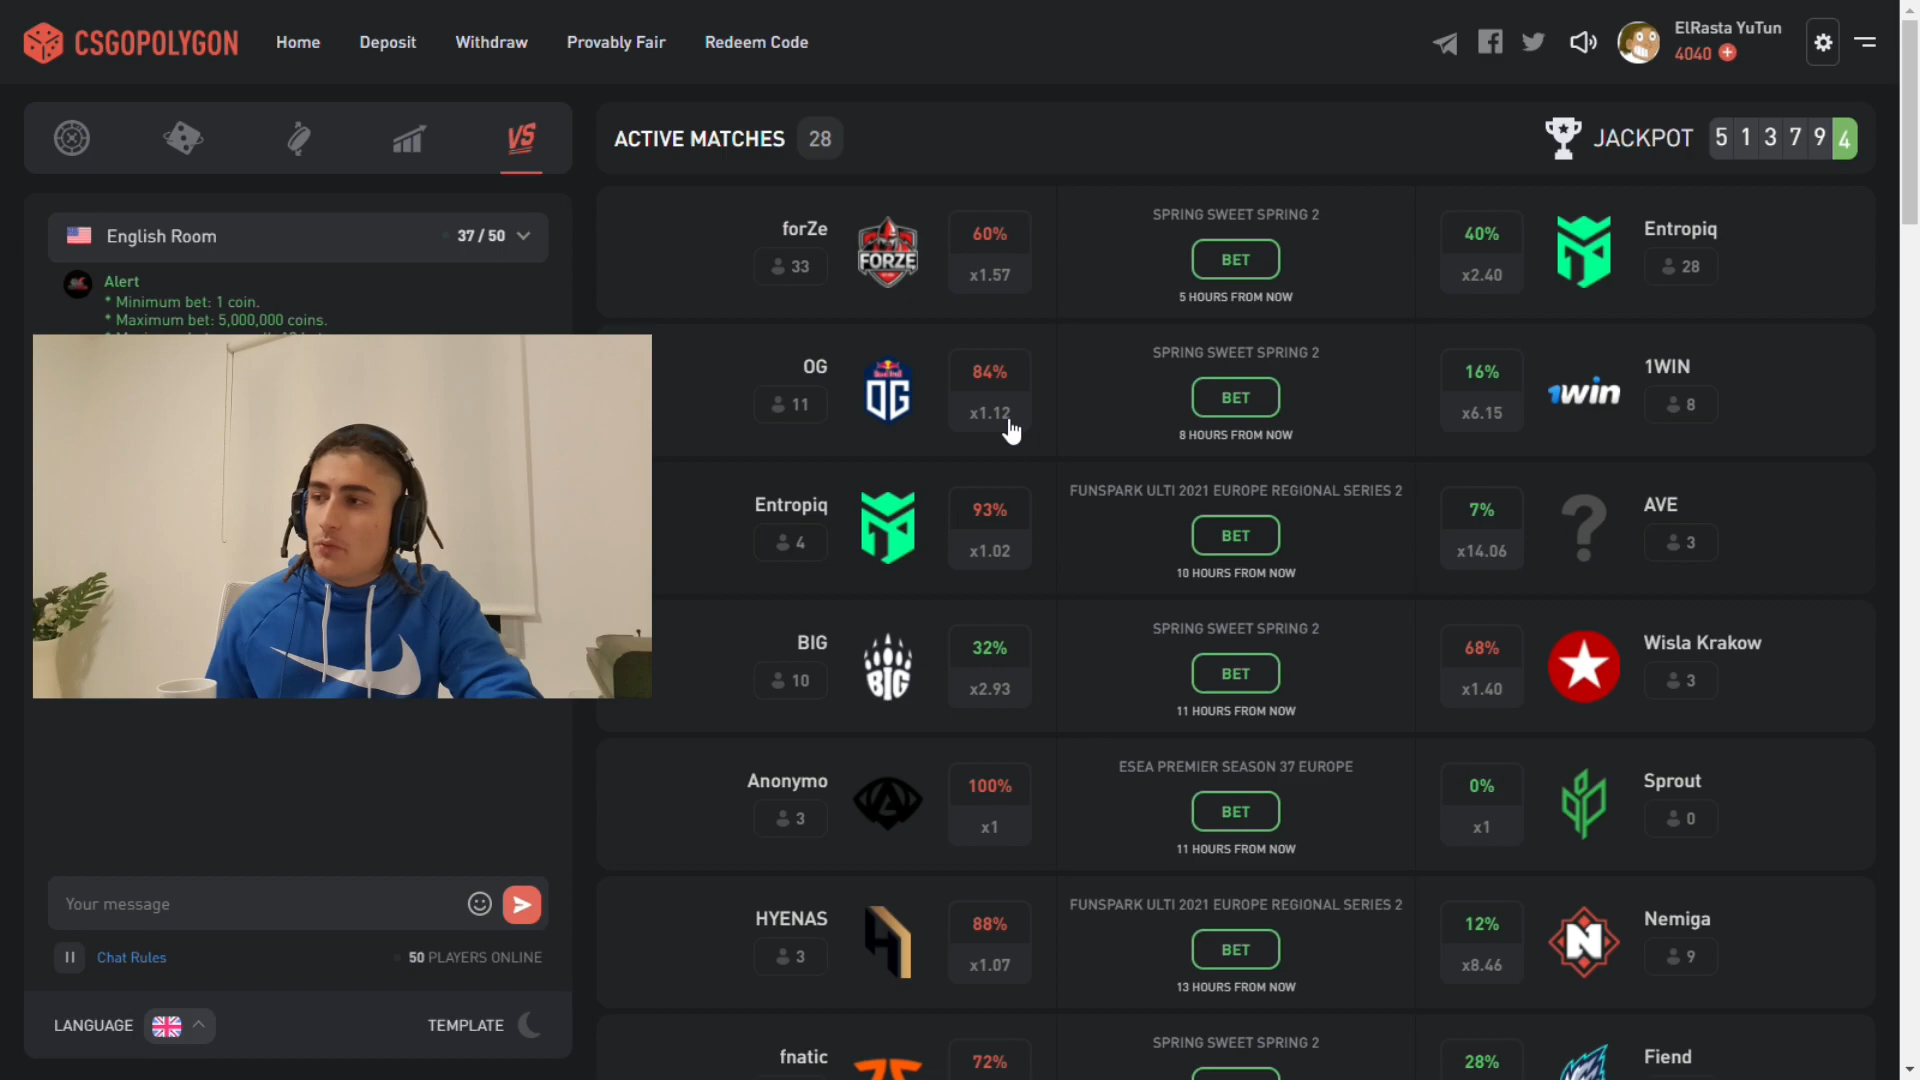 CSGOPOLYGON Home Deposit Withdraw Provably Fair Redeem Code ElRasta YuTun
4040
VS ACTIVE MATCHES 28 JACKPOT 513794
English Room 37 / 50
Alert
* Minimum bet: 1 coin.
* Maximum bet: 5,000,000 coins.
forZe 33 FORZE 60% x1.57 SPRING SWEET SPRING 2 BET 5 HOURS FROM NOW 40% x2.40 Entropiq 28
OG 11 Red Bull OG 84% x1.12 SPRING SWEET SPRING 2 BET 8 HOURS FROM NOW 16% x6.15 1win 1WIN 8
Entropiq 4 93% x1.02 FUNSPARK ULTI 2021 EUROPE REGIONAL SERIES 2 BET 10 HOURS FROM NOW 7% x14.06 ? AVE 3
BIG 10 BIG 32% x2.93 SPRING SWEET SPRING 2 BET 11 HOURS FROM NOW 68% x1.40 Wisla Krakow 3
Anonymo 3 100% x1 ESEA PREMIER SEASON 37 EUROPE BET 11 HOURS FROM NOW 0% x1 Sprout 0
HYENAS 3 88% x1.07 FUNSPARK ULTI 2021 EUROPE REGIONAL SERIES 2 BET 13 HOURS FROM NOW 12% x8.46 N Nemiga 9
fnatic 72% SPRING SWEET SPRING 2 28% Fiend
Your message
Chat Rules 50 PLAYERS ONLINE
LANGUAGE TEMPLATE